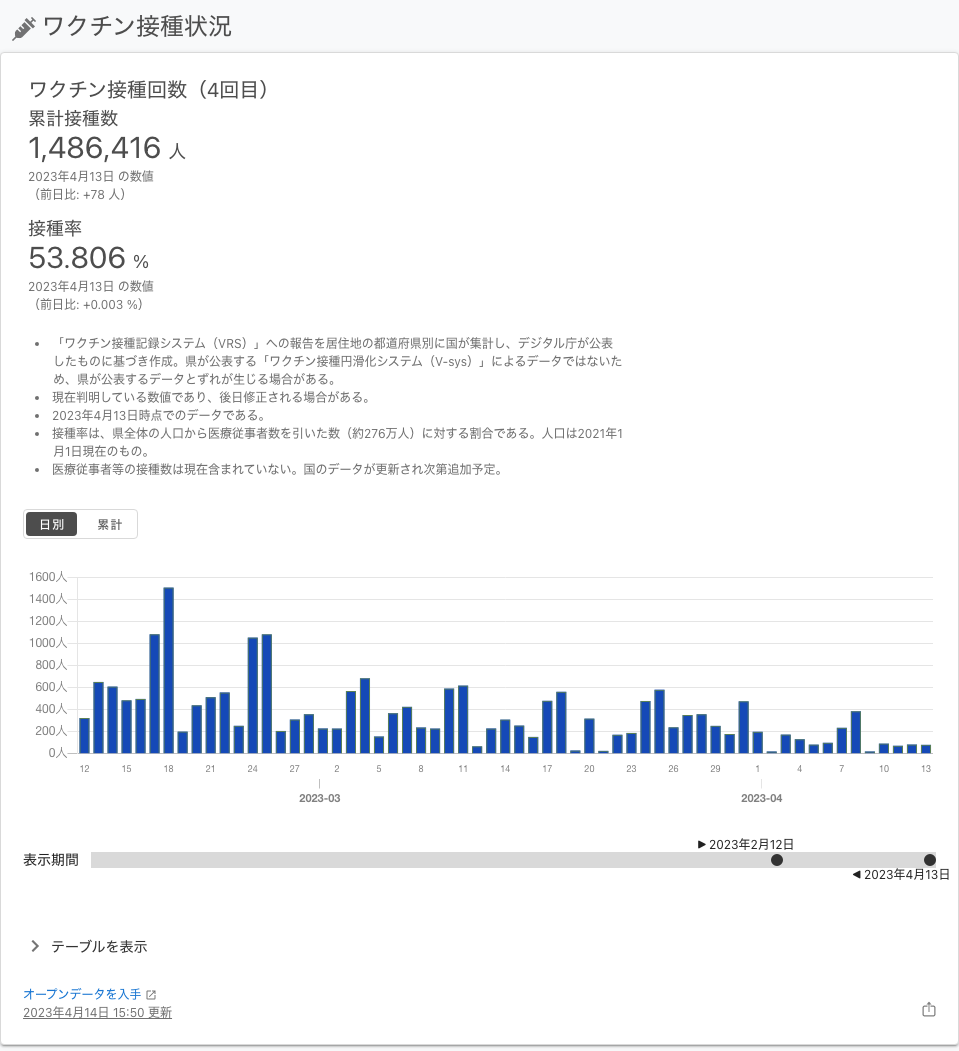 ワクチン接種状況
ワクチン接種回数（4回目）
累計接種数
1,486,416 人
2023年4月13日 の数値
（前日比: +78 人）
接種率
53.806 %
2023年4月13日 の数値
（前日比: +0.003 %）
• 「ワクチン接種記録システム（VRS）」への報告を居住地の都道府県別に国が集計し、デジタル庁が公表
したものに基づき作成。県が公表する「ワクチン接種円滑化システム（V-sys）」によるデータではないた
め、県が公表するデータとずれが生じる場合がある。
• 現在判明している数値であり、後日修正される場合がある。
• 2023年4月13日時点でのデータである。
• 接種率は、県全体の人口から医療従事者数を引いた数（約276万人）に対する割合である。人口は2021年1
月1日現在のもの。
• 医療従事者等の接種数は現在含まれていない。国のデータが更新され次第追加予定。
日別 累計
1600人
1400人
1200人
1000人
800人
600人
400人
200人
0人
12 15 18 21 24 27 2 5 8 11 14 17 20 23 26 29 1 4 7 10 13
2023-03 2023-04
▶ 2023年2月12日
表示期間
◀ 2023年4月13日
テーブルを表示
オープンデータを入手
2023年4月14日 15:50 更新